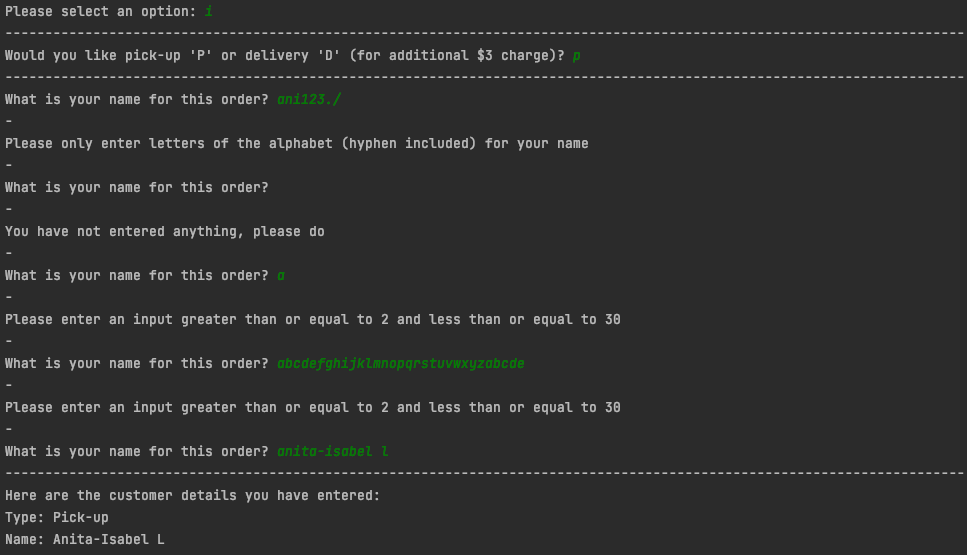 Please select an option: i
------------------------------------------------------------------------------------------------------------------------
Would you like pick-up 'P' or delivery 'D' (for additional $3 charge)? p
------------------------------------------------------------------------------------------------------------------------
What is your name for this order? ani123./
-
Please only enter letters of the alphabet (hyphen included) for your name
-
What is your name for this order?
-
You have not entered anything, please do
-
What is your name for this order? a
-
Please enter an input greater than or equal to 2 and less than or equal to 30
-
What is your name for this order? abcdefghijklmnopqrstuvwxyzabcde
-
Please enter an input greater than or equal to 2 and less than or equal to 30
-
What is your name for this order? anita-isabel l
------------------------------------------------------------------------------------------------------------------------
Here are the customer details you have entered:
Type: Pick-up
Name: Anita-Isabel L